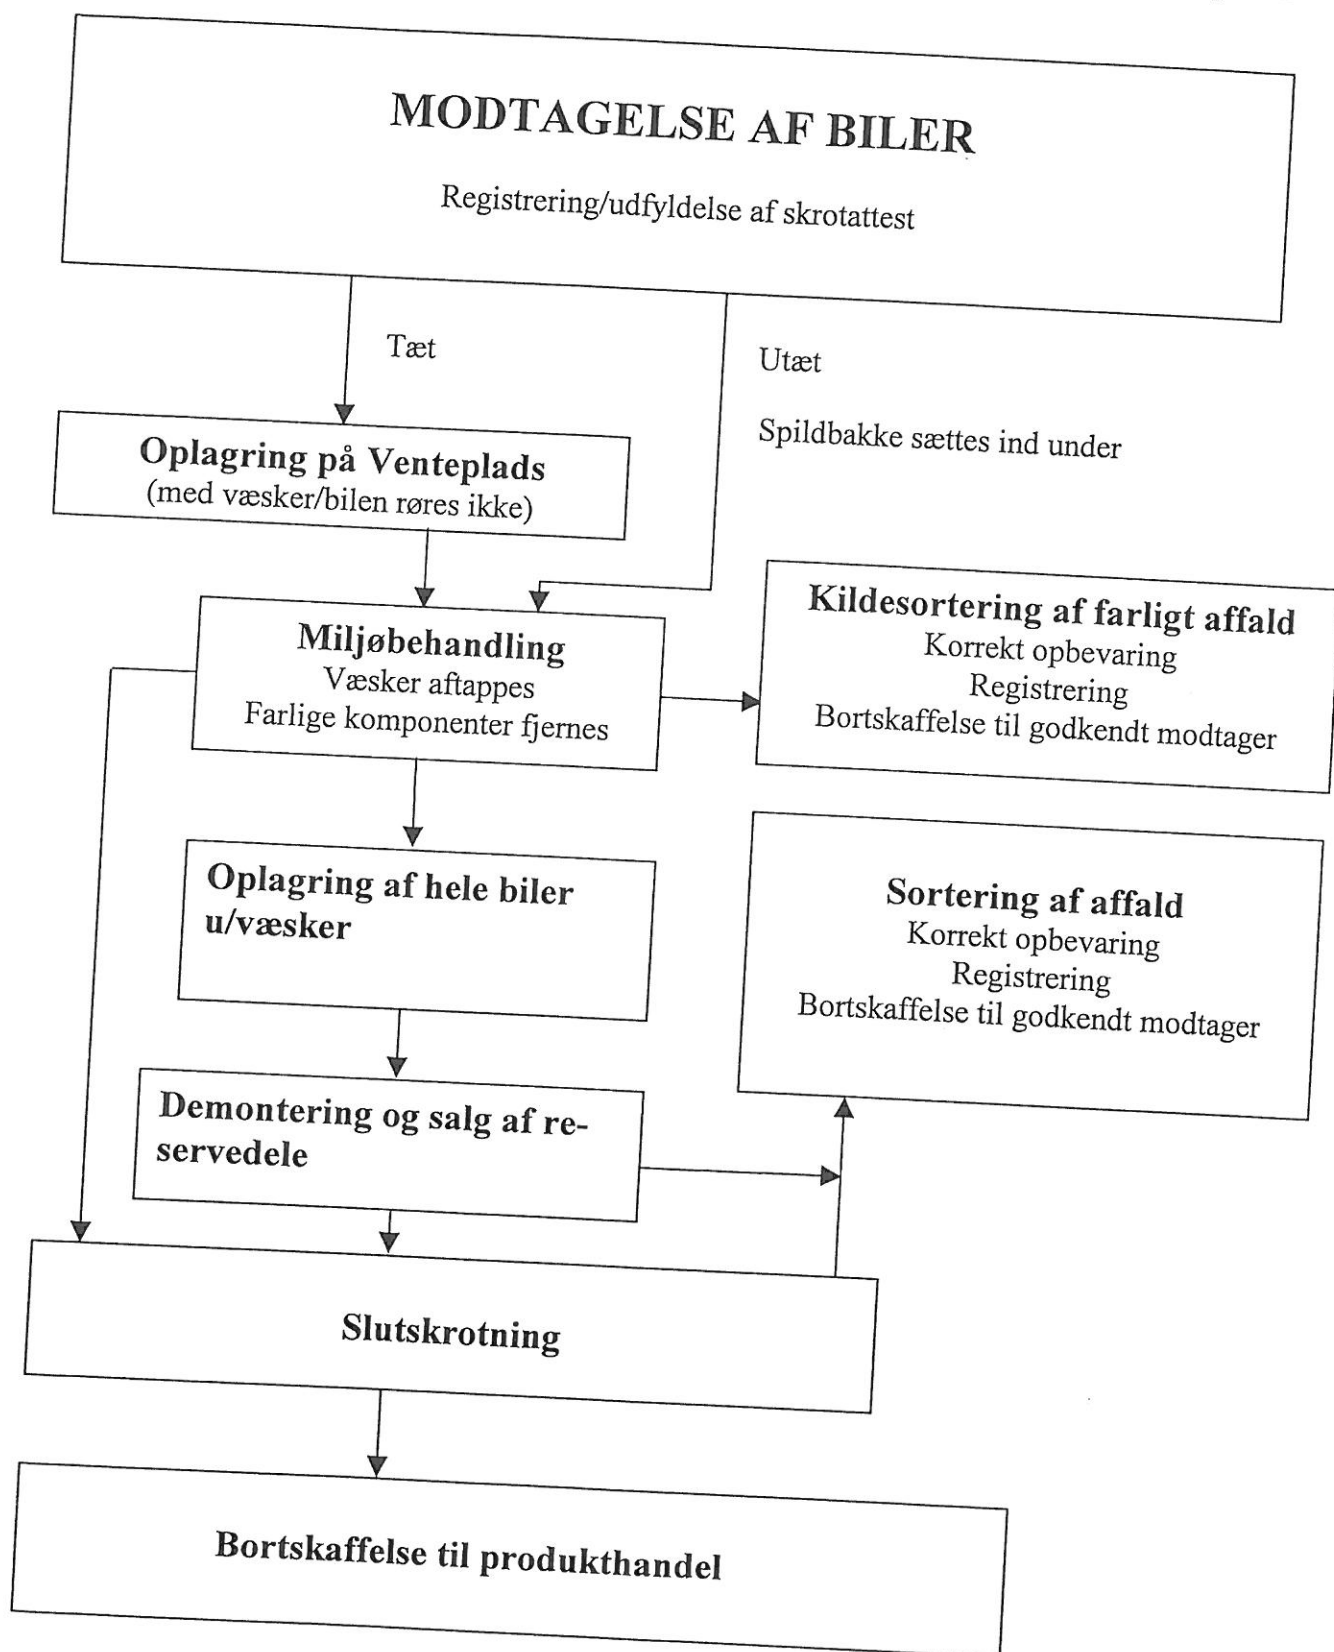 MODTAGELSE AF BILER
Registrering/udfyldelse af skrotattest
Tæt
Utæt
Spildbakke sættes ind under
Oplagring på Venteplads
(med væsker/bilen røres ikke)
Miljøbehandling
Væsker aftappes
Farlige komponenter fjernes
Kildesortering af farligt affald
Korrekt opbevaring
Registrering
Bortskaffelse til godkendt modtager
Oplagring af hele biler
u/væsker
Sortering af affald
Korrekt opbevaring
Registrering
Bortskaffelse til godkendt modtager
Demontering og salg af re-
servedele
Slutskrotning
Bortskaffelse til produkthandel